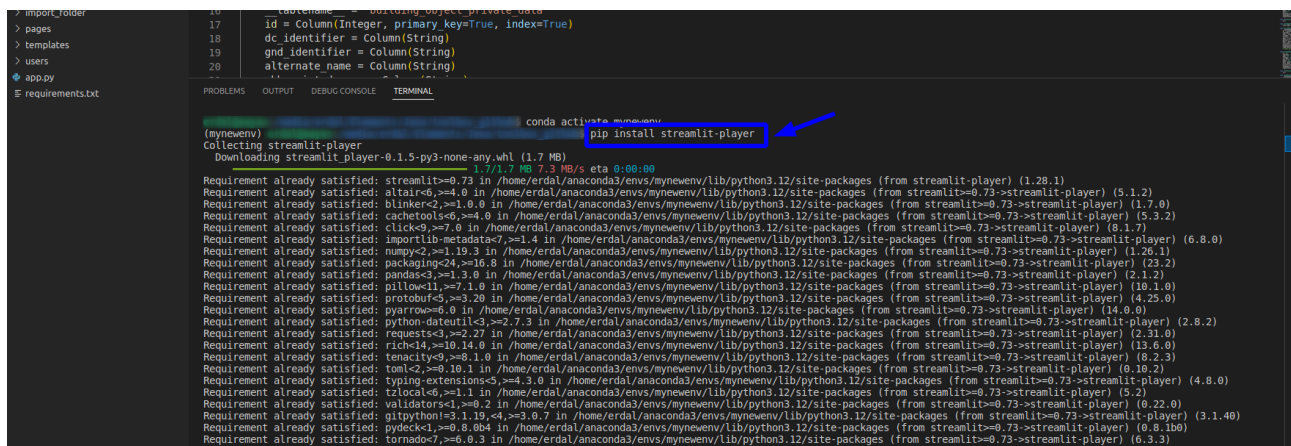 > import_folder
> pages
> templates
> users
app.py
requirements.txt
16 __tablename__ = "building_object_private_data"
17 id = Column(Integer, primary_key=True, index=True)
18 dc_identifier = Column(String)
19 gnd_identifier = Column(String)
20 alternate_name = Column(String)
PROBLEMS OUTPUT DEBUG CONSOLE TERMINAL
conda activate mynewenv
(mynewenv) pip install streamlit-player
Collecting streamlit-player
Downloading streamlit_player-0.1.5-py3-none-any.whl (1.7 MB)
1.7/1.7 MB 7.3 MB/s eta 0:00:00
Requirement already satisfied: streamlit>=0.73 in /home/erdal/anaconda3/envs/mynewenv/lib/python3.12/site-packages (from streamlit-player) (1.28.1)
Requirement already satisfied: altair<6,>=4.0 in /home/erdal/anaconda3/envs/mynewenv/lib/python3.12/site-packages (from streamlit>=0.73->streamlit-player) (5.1.2)
Requirement already satisfied: blinker<2,>=1.0.0 in /home/erdal/anaconda3/envs/mynewenv/lib/python3.12/site-packages (from streamlit>=0.73->streamlit-player) (1.7.0)
Requirement already satisfied: cachetools<6,>=4.0 in /home/erdal/anaconda3/envs/mynewenv/lib/python3.12/site-packages (from streamlit>=0.73->streamlit-player) (5.3.2)
Requirement already satisfied: click<9,>=7.0 in /home/erdal/anaconda3/envs/mynewenv/lib/python3.12/site-packages (from streamlit>=0.73->streamlit-player) (8.1.7)
Requirement already satisfied: importlib-metadata<7,>=1.4 in /home/erdal/anaconda3/envs/mynewenv/lib/python3.12/site-packages (from streamlit>=0.73->streamlit-player) (6.8.0)
Requirement already satisfied: numpy<2,>=1.19.3 in /home/erdal/anaconda3/envs/mynewenv/lib/python3.12/site-packages (from streamlit>=0.73->streamlit-player) (1.26.1)
Requirement already satisfied: packaging<24,>=16.8 in /home/erdal/anaconda3/envs/mynewenv/lib/python3.12/site-packages (from streamlit>=0.73->streamlit-player) (23.2)
Requirement already satisfied: pandas<3,>=1.3.0 in /home/erdal/anaconda3/envs/mynewenv/lib/python3.12/site-packages (from streamlit>=0.73->streamlit-player) (2.1.2)
Requirement already satisfied: pillow<11,>=7.1.0 in /home/erdal/anaconda3/envs/mynewenv/lib/python3.12/site-packages (from streamlit>=0.73->streamlit-player) (10.1.0)
Requirement already satisfied: protobuf<5,>=3.20 in /home/erdal/anaconda3/envs/mynewenv/lib/python3.12/site-packages (from streamlit>=0.73->streamlit-player) (4.25.0)
Requirement already satisfied: pyarrow>=6.0 in /home/erdal/anaconda3/envs/mynewenv/lib/python3.12/site-packages (from streamlit>=0.73->streamlit-player) (14.0.0)
Requirement already satisfied: python-dateutil<3,>=2.7.3 in /home/erdal/anaconda3/envs/mynewenv/lib/python3.12/site-packages (from streamlit>=0.73->streamlit-player) (2.8.2)
Requirement already satisfied: requests<3,>=2.27 in /home/erdal/anaconda3/envs/mynewenv/lib/python3.12/site-packages (from streamlit>=0.73->streamlit-player) (2.31.0)
Requirement already satisfied: rich<14,>=10.14.0 in /home/erdal/anaconda3/envs/mynewenv/lib/python3.12/site-packages (from streamlit>=0.73->streamlit-player) (13.6.0)
Requirement already satisfied: tenacity<9,>=8.1.0 in /home/erdal/anaconda3/envs/mynewenv/lib/python3.12/site-packages (from streamlit>=0.73->streamlit-player) (8.2.3)
Requirement already satisfied: toml<2,>=0.10.1 in /home/erdal/anaconda3/envs/mynewenv/lib/python3.12/site-packages (from streamlit>=0.73->streamlit-player) (0.10.2)
Requirement already satisfied: typing-extensions<5,>=4.3.0 in /home/erdal/anaconda3/envs/mynewenv/lib/python3.12/site-packages (from streamlit>=0.73->streamlit-player) (4.8.0)
Requirement already satisfied: tzlocal<6,>=1.1 in /home/erdal/anaconda3/envs/mynewenv/lib/python3.12/site-packages (from streamlit>=0.73->streamlit-player) (5.2)
Requirement already satisfied: validators<1,>=0.2 in /home/erdal/anaconda3/envs/mynewenv/lib/python3.12/site-packages (from streamlit>=0.73->streamlit-player) (0.22.0)
Requirement already satisfied: gitpython!=3.1.19,<4,>=3.0.7 in /home/erdal/anaconda3/envs/mynewenv/lib/python3.12/site-packages (from streamlit>=0.73->streamlit-player) (3.1.40)
Requirement already satisfied: pydeck<1,>=0.8.0b4 in /home/erdal/anaconda3/envs/mynewenv/lib/python3.12/site-packages (from streamlit>=0.73->streamlit-player) (0.8.1b0)
Requirement already satisfied: tornado<7,>=6.0.3 in /home/erdal/anaconda3/envs/mynewenv/lib/python3.12/site-packages (from streamlit>=0.73->streamlit-player) (6.3.3)